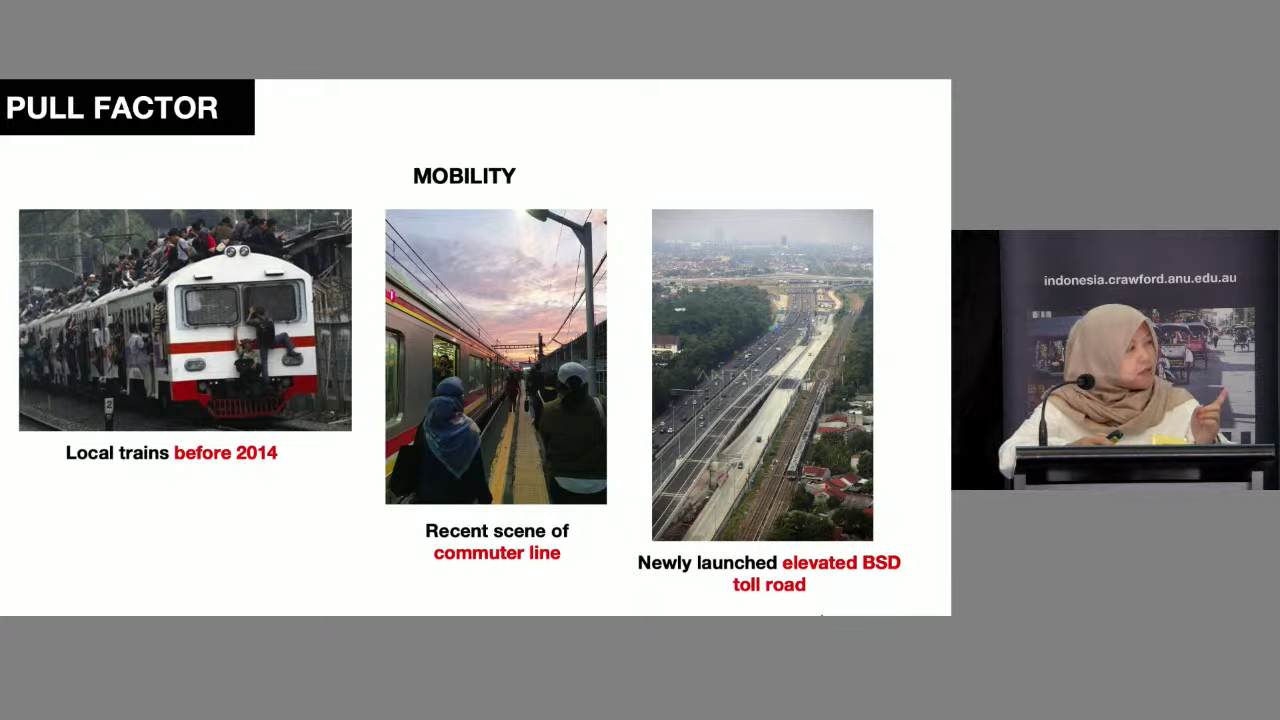 PULL FACTOR
MOBILITY
Local trains before 2014
Recent scene of
commuter line
Newly launched elevated BSD
toll road
indonesia.crawford.anu.edu.au
2